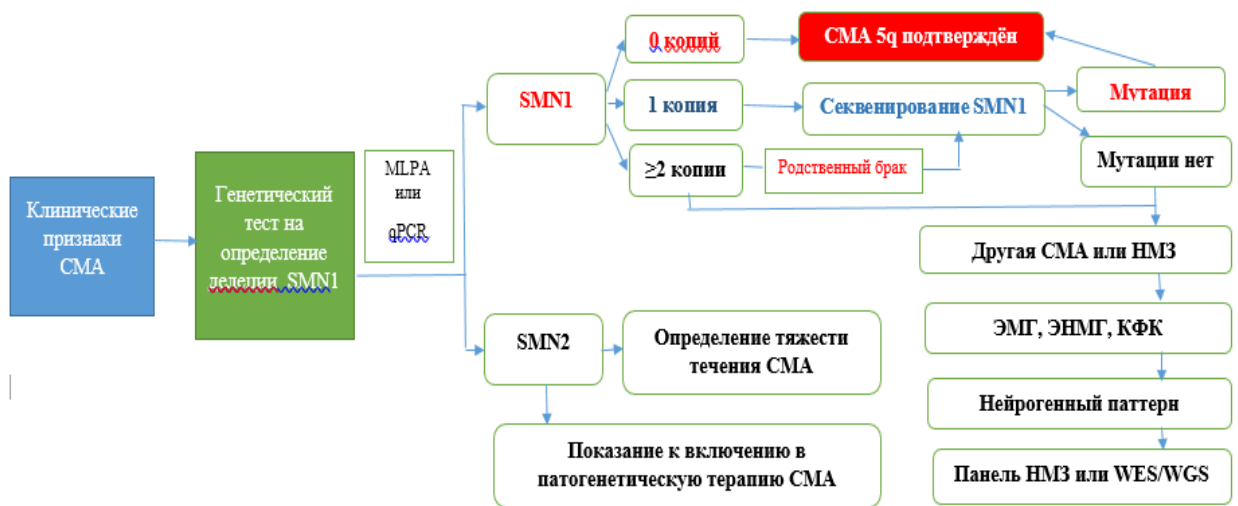 Клинические
признаки
СМА
Генетический
тест на
определение
делеции SMN1
MLPA
или
qPCR
SMN1
0 копий
1 копия
≥2 копии
СМА 5q подтверждён
Секвенирование SMN1
Родственный брак
Мутация
Мутации нет
Другая СМА или НМЗ
ЭМГ, ЭНМГ, КФК
Нейрогенный паттерн
Панель НМЗ или WES/WGS
SMN2
Определение тяжести
течения СМА
Показание к включению в
патогенетическую терапию СМА